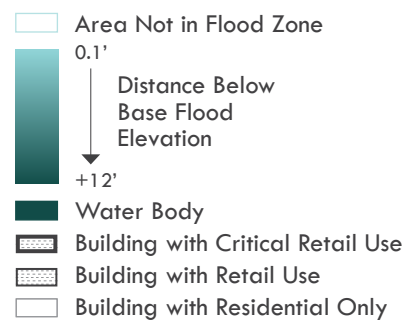 Area Not in Flood Zone
0.1’
Distance Below
Base Flood
Elevation
+12’
Water Body
Building with Critical Retail Use
Building with Retail Use
Building with Residential Only